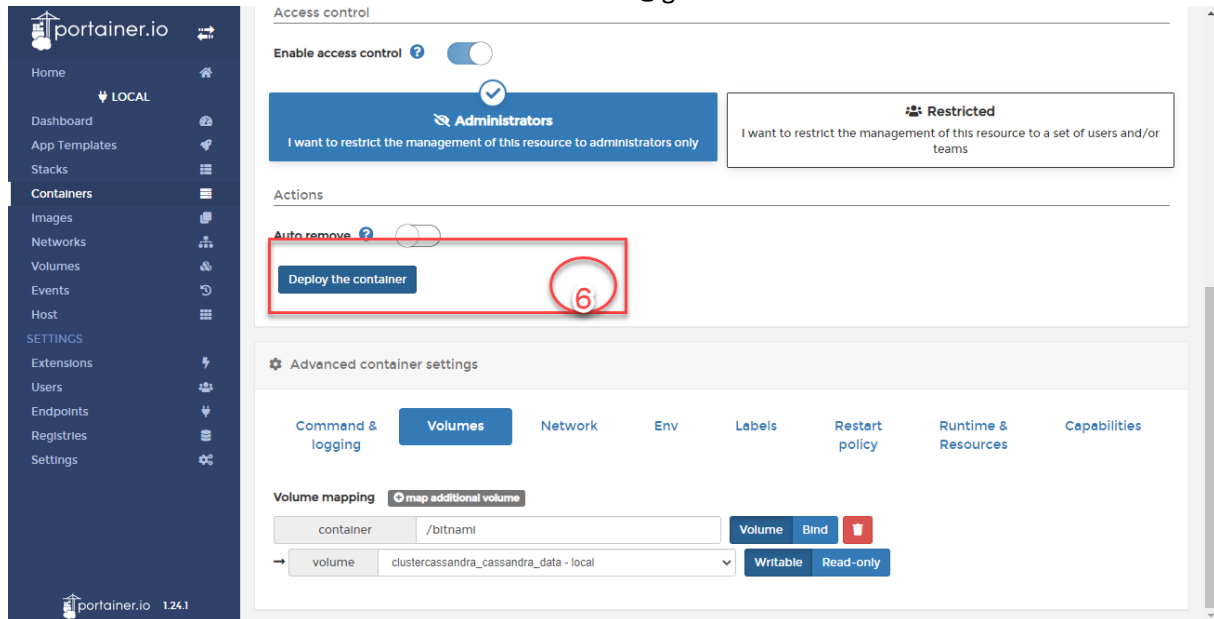 portainer.io
Home
LOCAL
Dashboard
App Templates
Stacks
Containers
Images
Networks
Volumes
Events
Host
SETTINGS
Extensions
Users
Endpoints
Registries
Settings
portainer.io 1.24.1
Access control
Enable access control
Administrators
I want to restrict the management of this resource to administrators only
Restricted
I want to restrict the management of this resource to a set of users and/or
teams
Actions
Auto remove
Deploy the container
6
Advanced container settings
Command &
logging
Volumes
Network
Env
Labels
Restart
policy
Runtime &
Resources
Capabilities
Volume mapping map additional volume
container /bitnami Volume Bind
volume clustercassandra_cassandra_data - local Writable Read-only